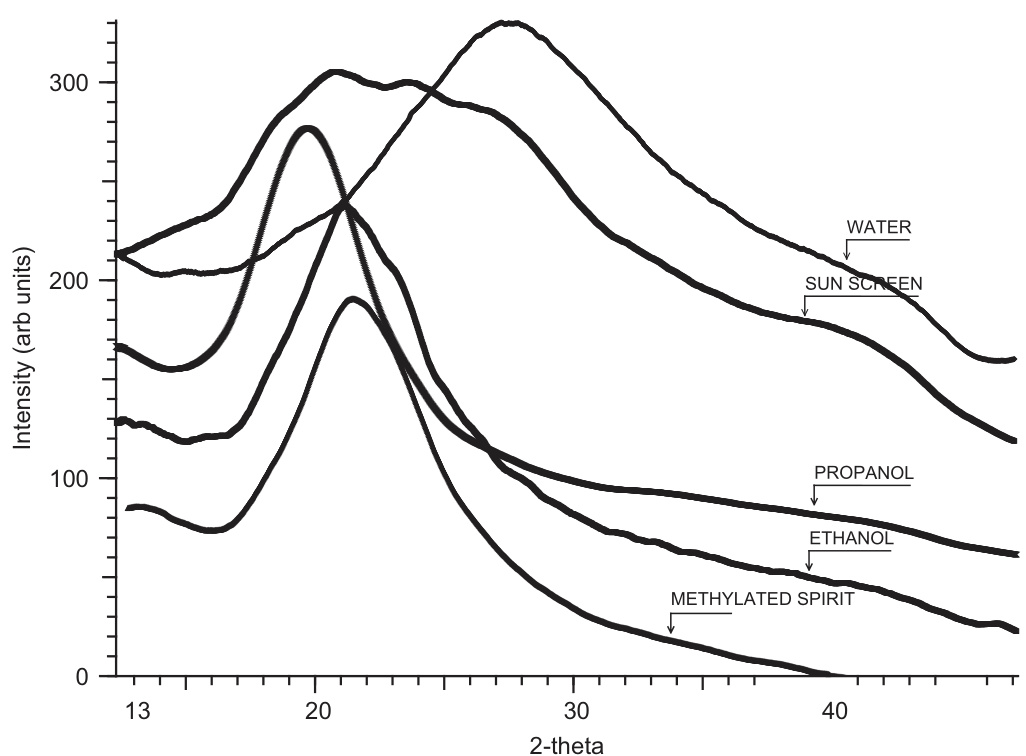 300
200
100
0
Intensity (arb units)
WATER
SUN SCREEN
PROPANOL
ETHANOL
METHYLATED SPIRIT
13 20 30 40
2-theta